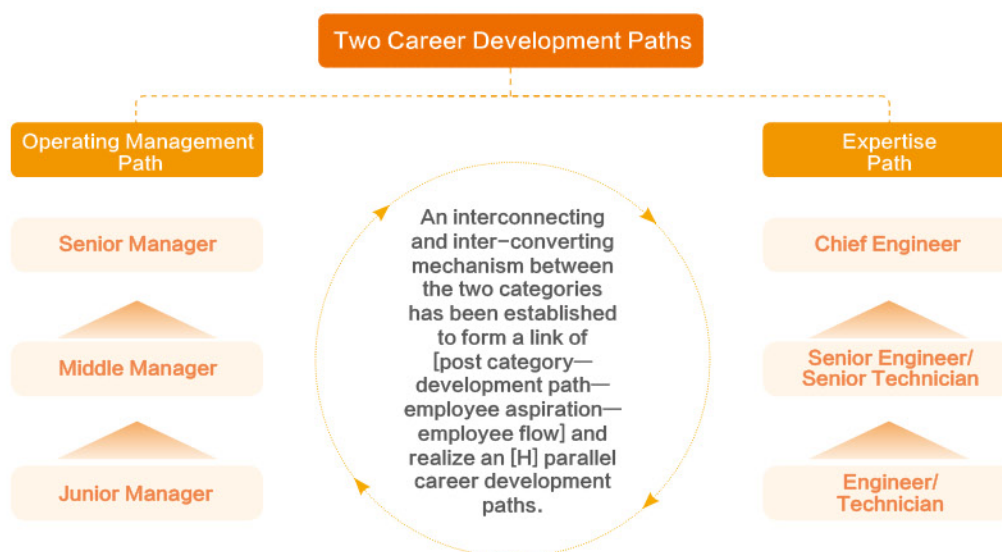 Two Career Development Paths
Operating Management
Path
Senior Manager
Middle Manager
Junior Manager
An interconnecting
and inter-converting
mechanism between
the two categories
has been established
to form a link of
[post category—
development path—
employee aspiration—
employee flow] and
realize an [H] parallel
career development
paths.
Expertise
Path
Chief Engineer
Senior Engineer/
Senior Technician
Engineer/
Technician